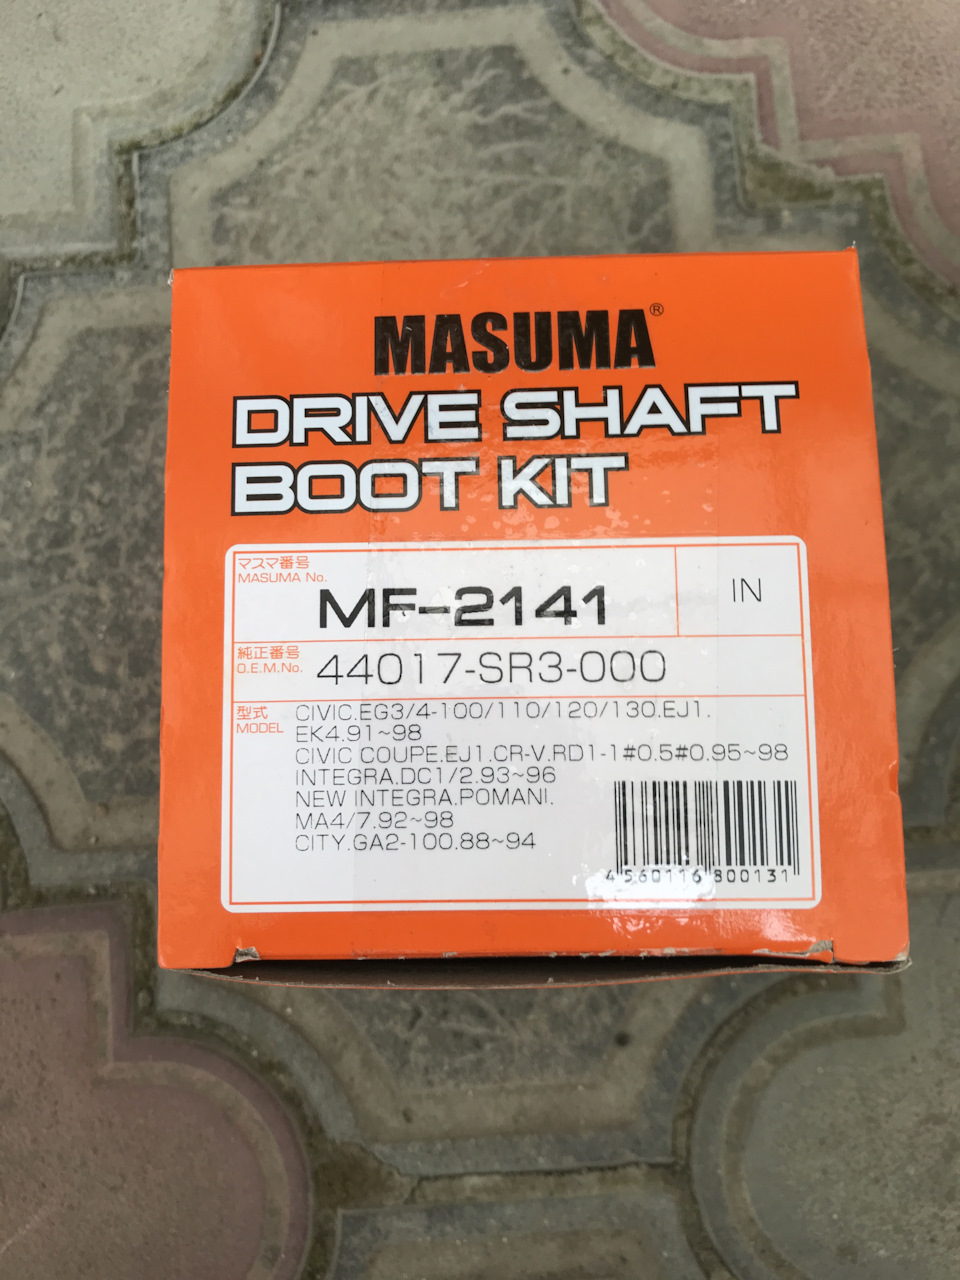 MASUMA®
DRIVE SHAFT
BOOT KIT
マスマ番号
MASUMA No.
MF-2141
IN
純正番号
O.E.M.No.
44017-SR3-000
型式
MODEL
CIVIC.EG3/4-100/110/120/130.EJ1.
EK4.91~98
CIVIC COUPE.EJ1.CR-V.RD1-1#0.5#0.95~98
INTEGRA.DC1/2.93~96
NEW INTEGRA.POMANI.
MA4/7.92~98
CITY.GA2-100.88~94
4 560116 800131